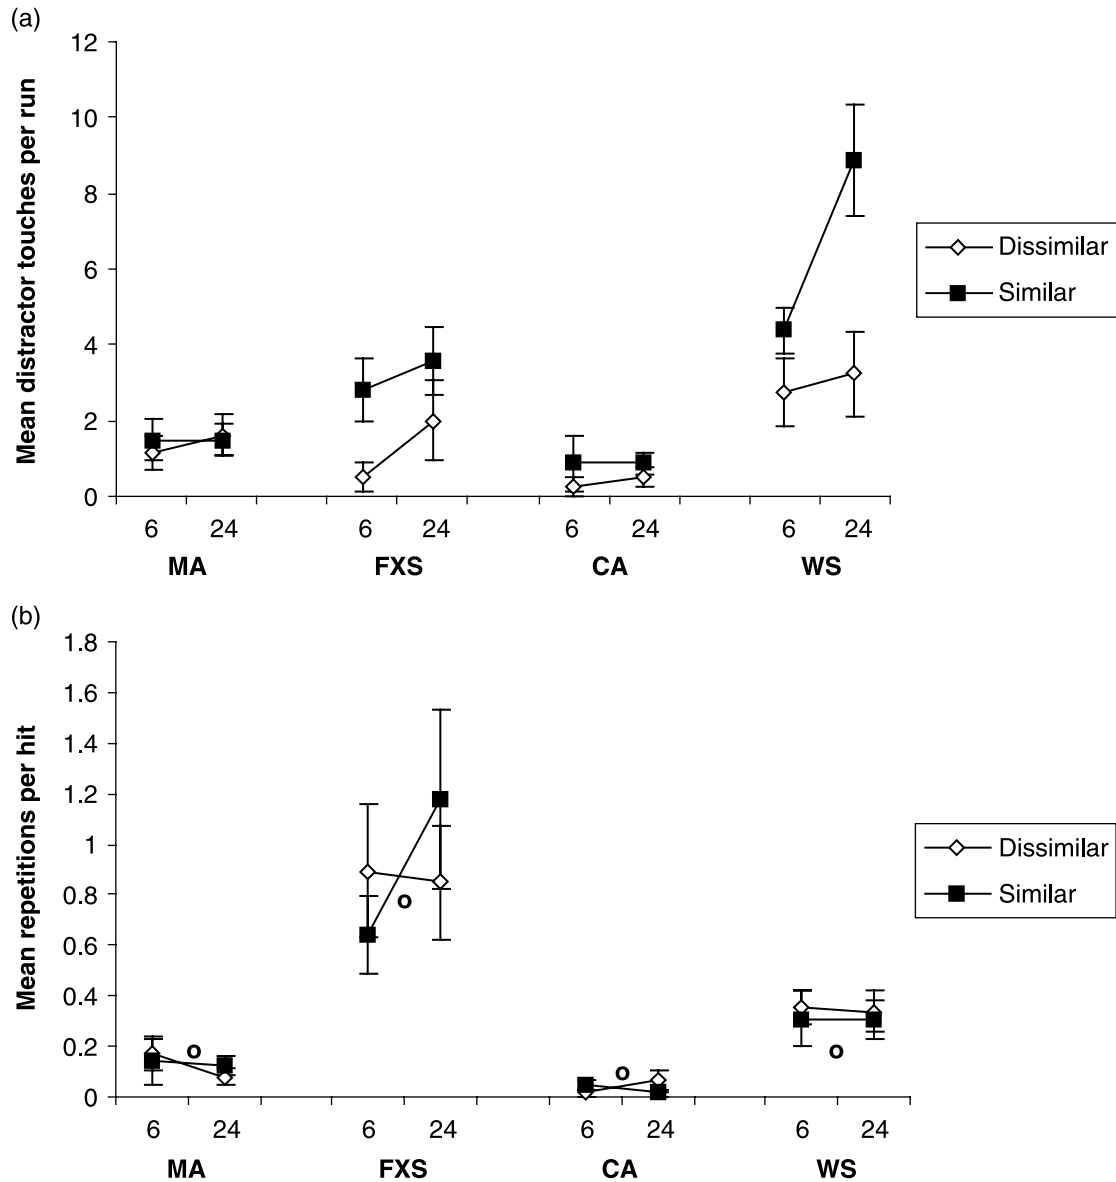 (a)
Mean distractor touches per run
12
10
8
6
4
2
0
6 24 6 24 6 24 6 24
MA FXS CA WS
Dissimilar
Similar
(b)
Mean repetitions per hit
1.8
1.6
1.4
1.2
1
0.8
0.6
0.4
0.2
0
6 24 6 24 6 24 6 24
MA FXS CA WS
Dissimilar
Similar